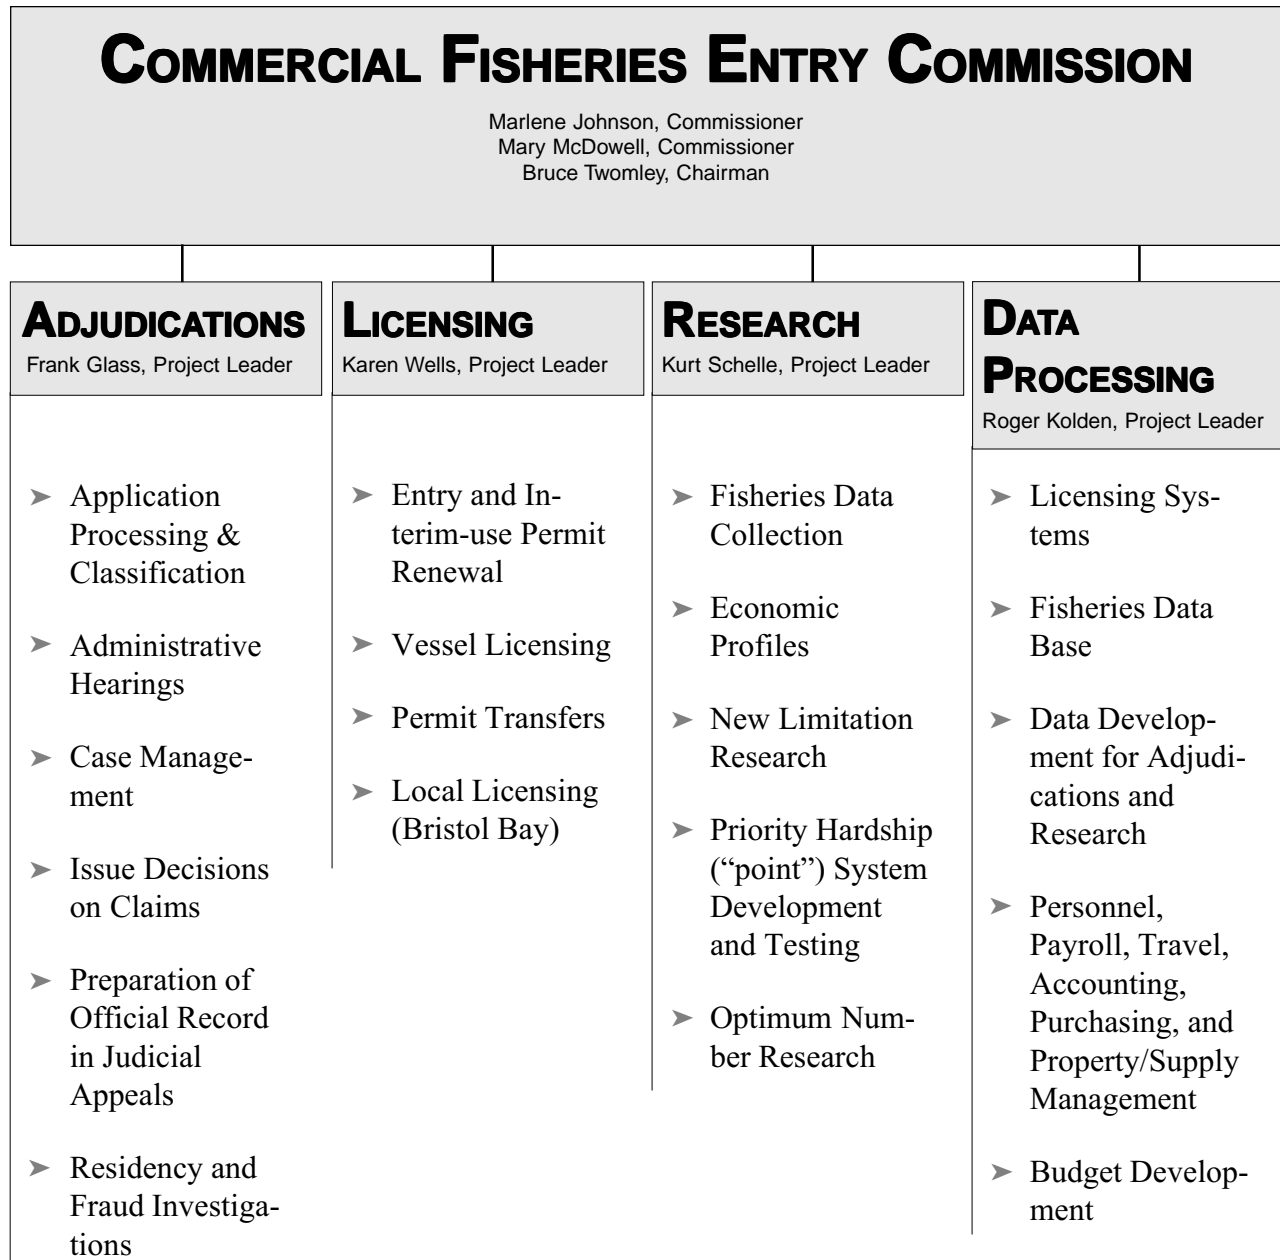 COMMERCIAL FISHERIES ENTRY COMMISSION
Marlene Johnson, Commissioner
Mary McDowell, Commissioner
Bruce Twomley, Chairman
ADJUDICATIONS
Frank Glass, Project Leader
➤ Application
Processing &
Classification
➤ Administrative
Hearings
➤ Case Manage-
ment
➤ Issue Decisions
on Claims
➤ Preparation of
Official Record
in Judicial
Appeals
➤ Residency and
Fraud Investiga-
tions
LICENSING
Karen Wells, Project Leader
➤ Entry and In-
terim-use Permit
Renewal
➤ Vessel Licensing
➤ Permit Transfers
➤ Local Licensing
(Bristol Bay)
RESEARCH
Kurt Schelle, Project Leader
➤ Fisheries Data
Collection
➤ Economic
Profiles
➤ New Limitation
Research
➤ Priority Hardship
(“point”) System
Development
and Testing
➤ Optimum Num-
ber Research
DATA
PROCESSING
Roger Kolden, Project Leader
➤ Licensing Sys-
tems
➤ Fisheries Data
Base
➤ Data Develop-
ment for Adjudi-
cations and
Research
➤ Personnel,
Payroll, Travel,
Accounting,
Purchasing, and
Property/Supply
Management
➤ Budget Develop-
ment